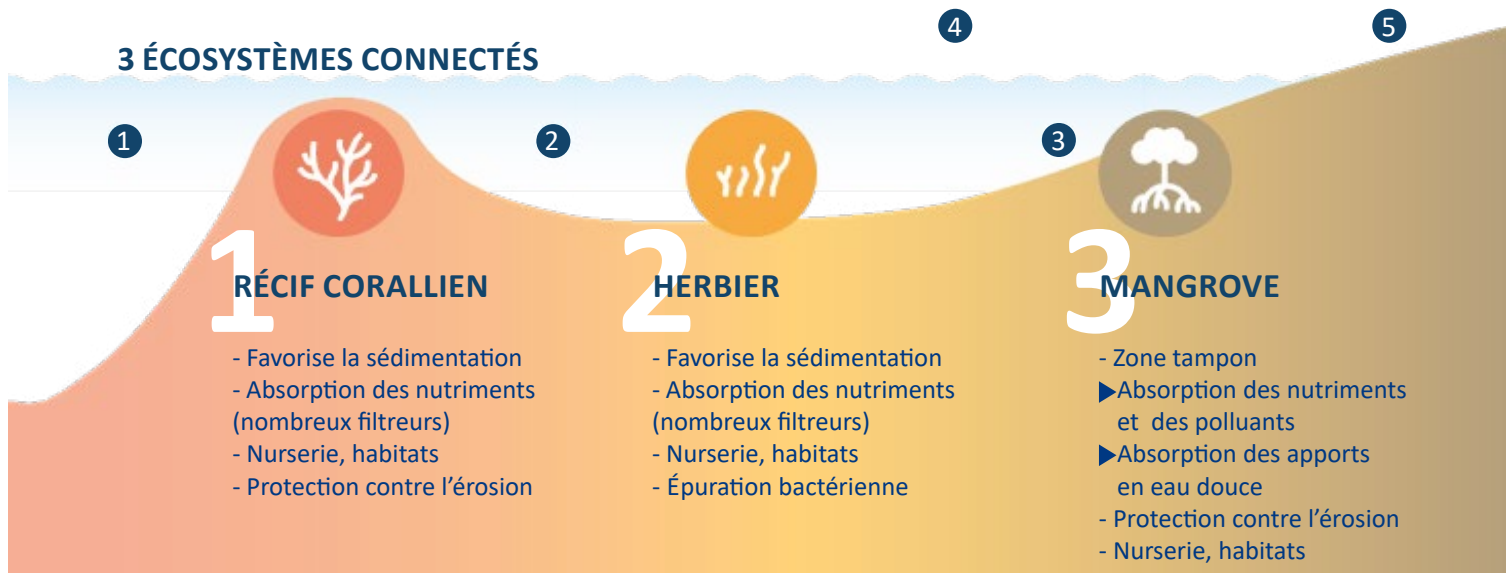 4
5
3 ÉCOSYSTÈMES CONNECTÉS
1
2
3
1
RÉCIF CORALLIEN
- Favorise la sédimentation
- Absorption des nutriments
(nombreux filtreurs)
- Nurserie, habitats
- Protection contre l'érosion
2
HERBIER
- Favorise la sédimentation
- Absorption des nutriments
(nombreux filtreurs)
- Nurserie, habitats
- Épuration bactérienne
3
MANGROVE
- Zone tampon
▶Absorption des nutriments
et des polluants
▶Absorption des apports
en eau douce
- Protection contre l'érosion
- Nurserie, habitats